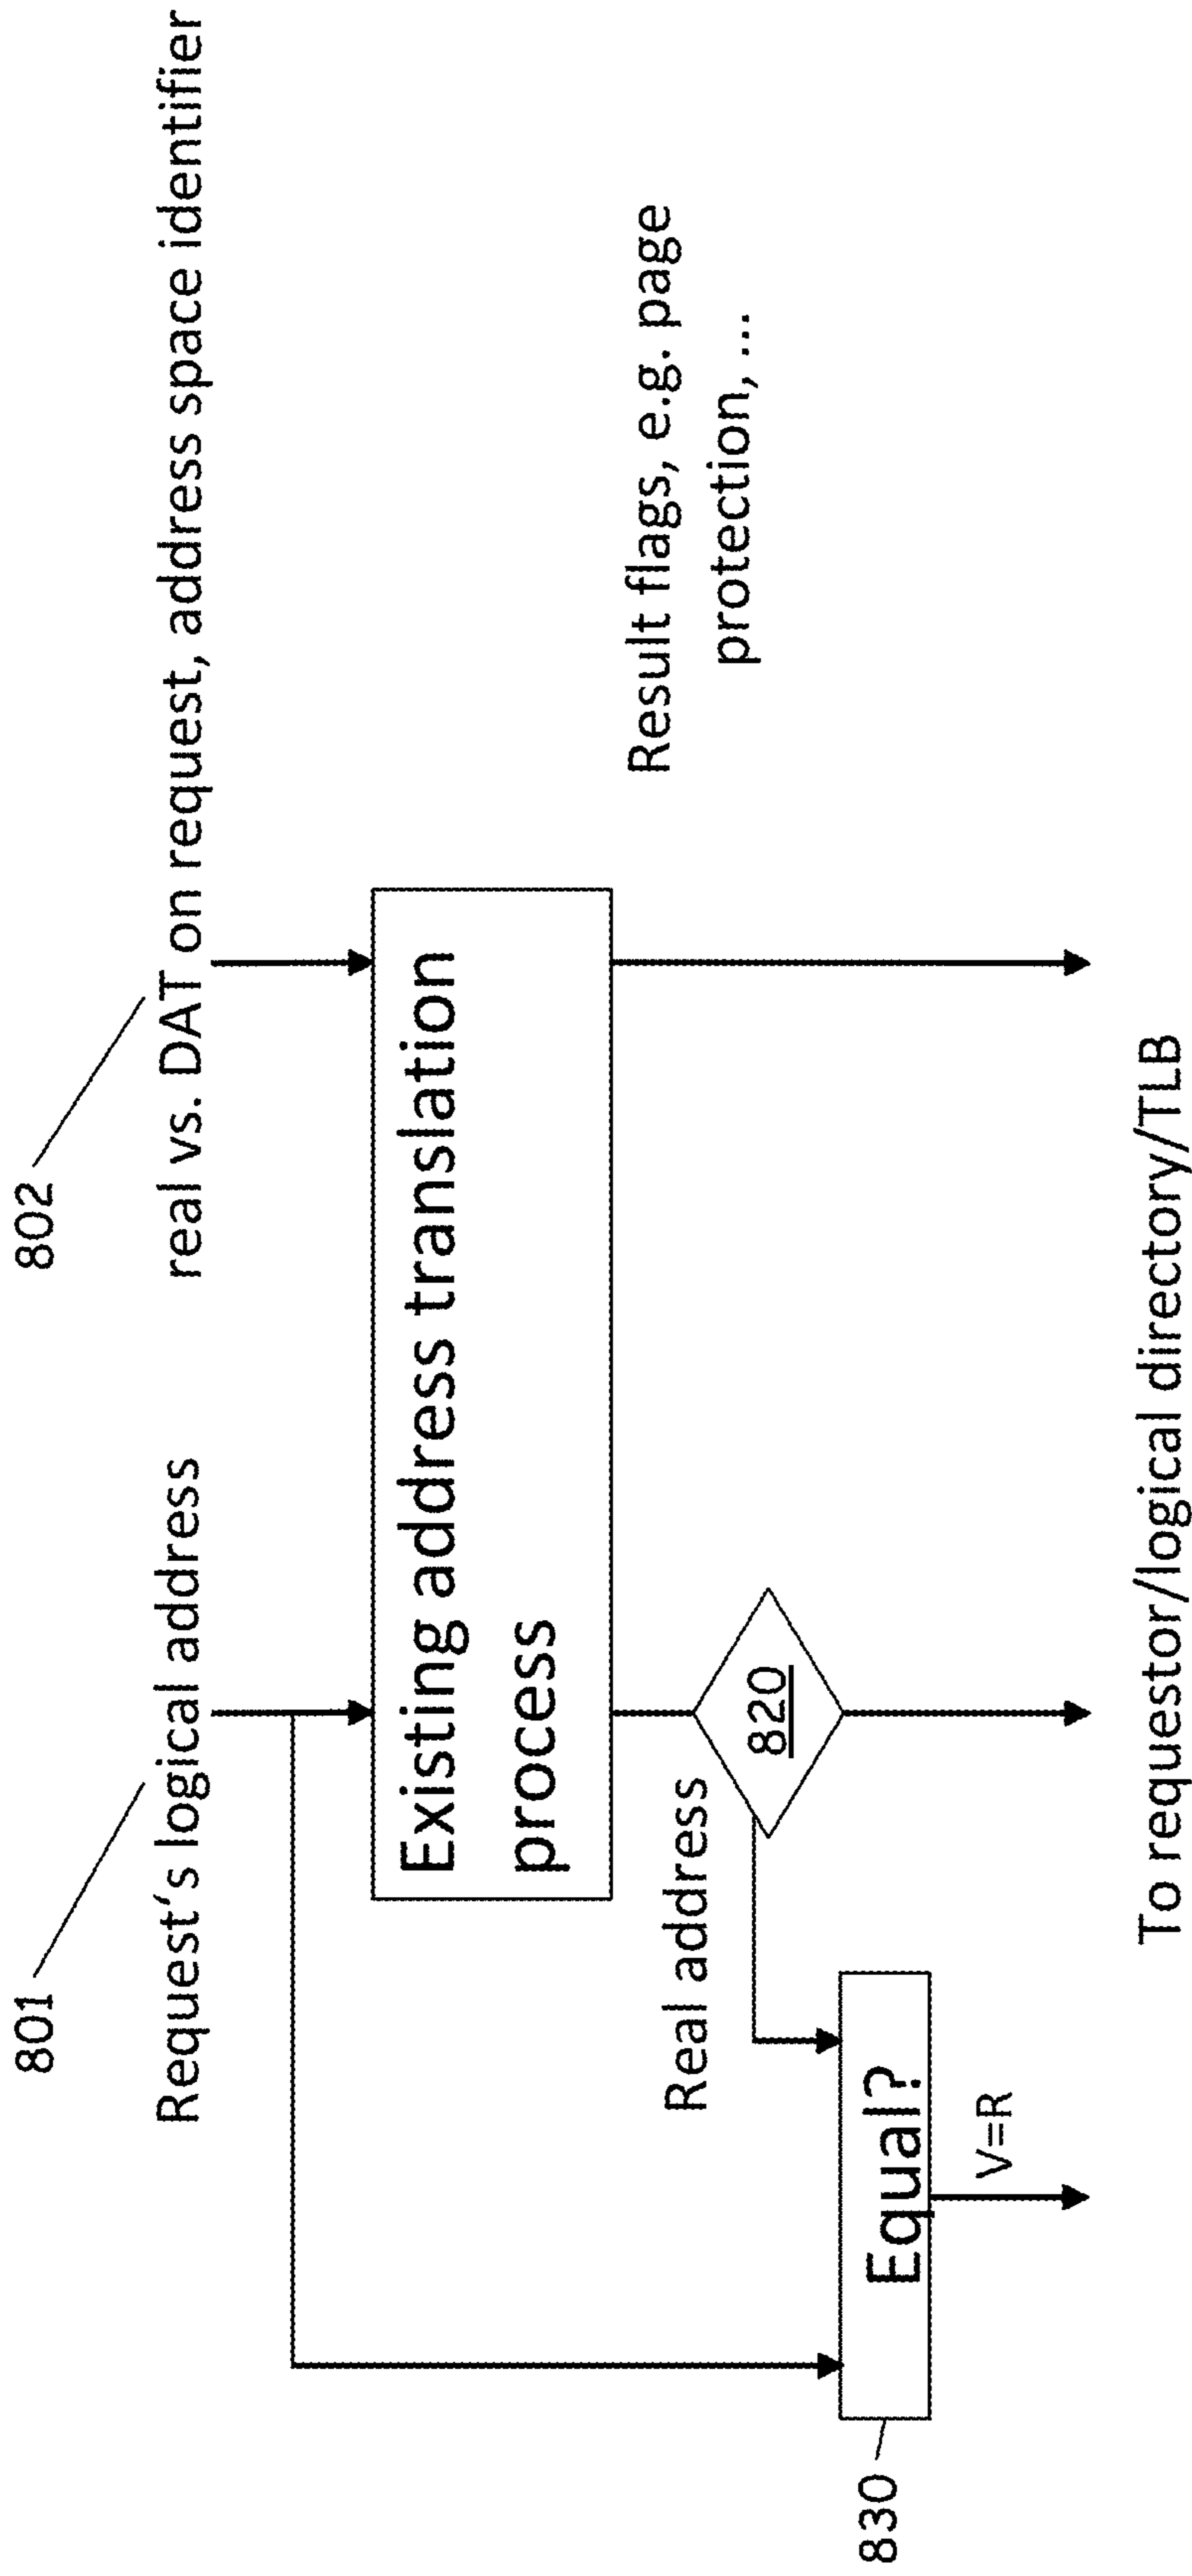 801
802
Request's logical address
real vs. DAT on request, address space identifier
Existing address translation
process
Real address
820
Result flags, e.g. page
protection, ...
830
Equal?
V=R
To requestor/logical directory/TLB